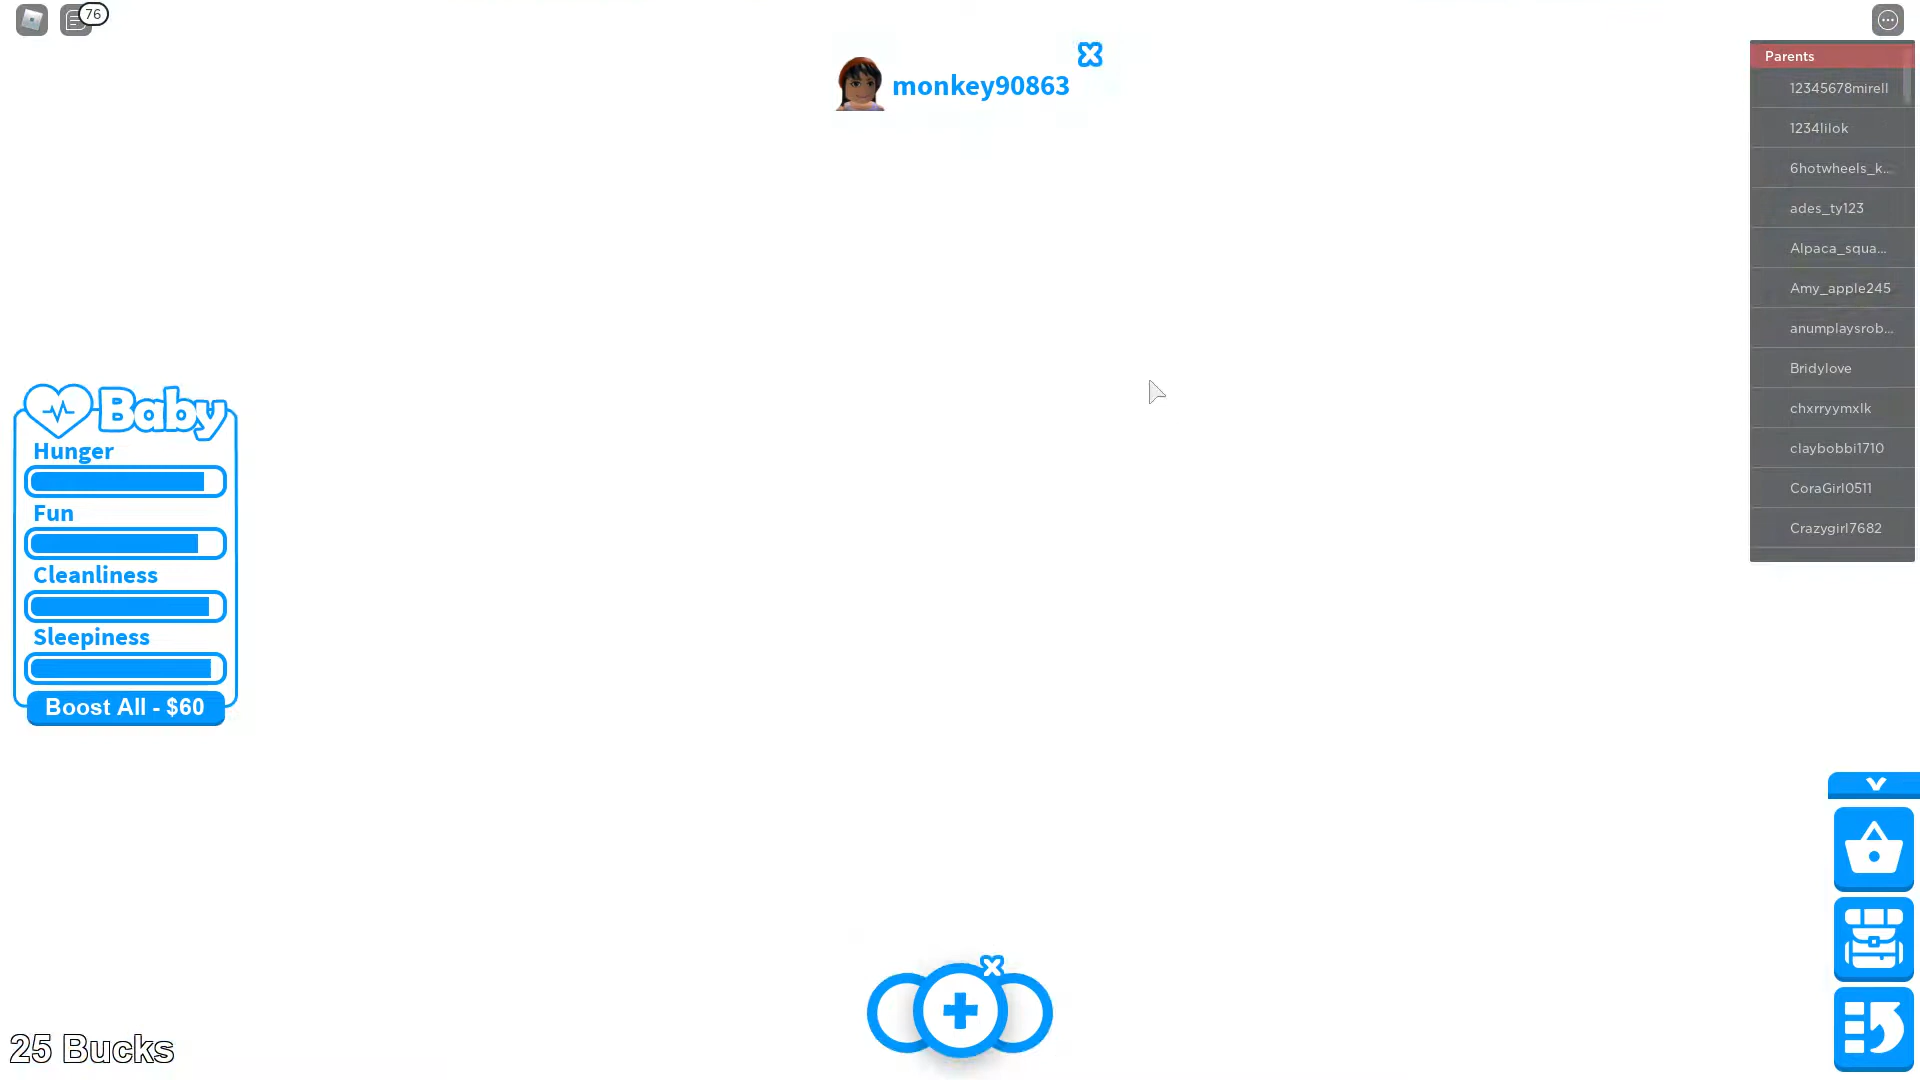 76
monkey90863
Parents
12345678mirell
1234lilok
6hotwheels_k...
ades_ty123
Alpaca_squa...
Amy_apple245
anumplaysrob...
Bridylove
chxrryymxlk
claybobbi1710
CoraGirl0511
Crazygirl7682
Baby
Hunger
Fun
Cleanliness
Sleepiness
Boost All - $60
25 Bucks